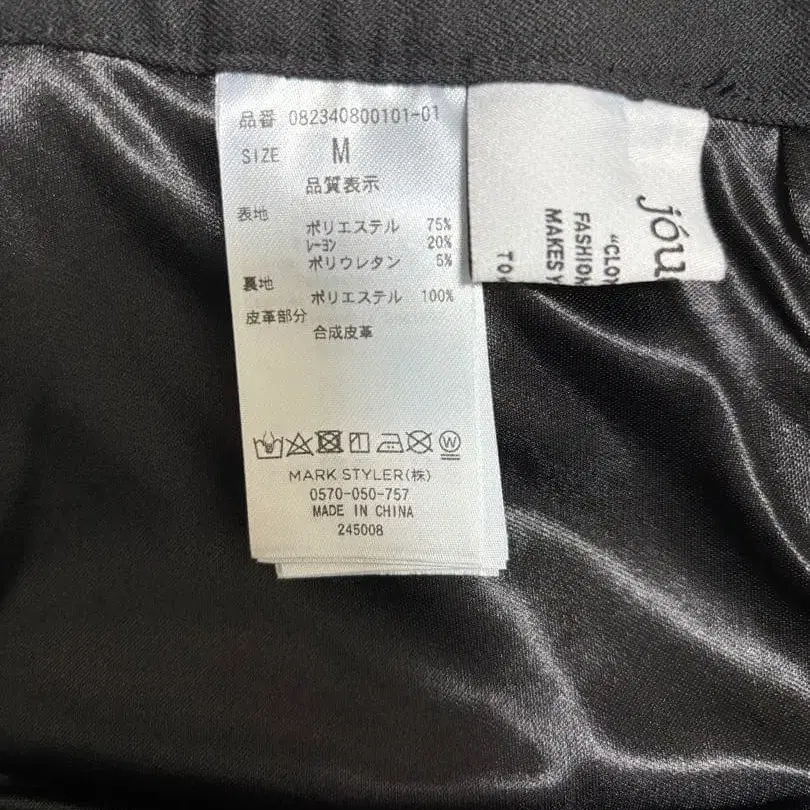 品番 082340800101-01
SIZE M
品質表示
表地
ポリエステル 75%
レーヨン 20%
ポリウレタン 5%
裏地
ポリエステル 100%
皮革部分
合成皮革
W
MARK STYLER(株)
0570-050-757
MADE IN CHINA
245008
jóu
"CLO
FASHION
MAKES Y
TO